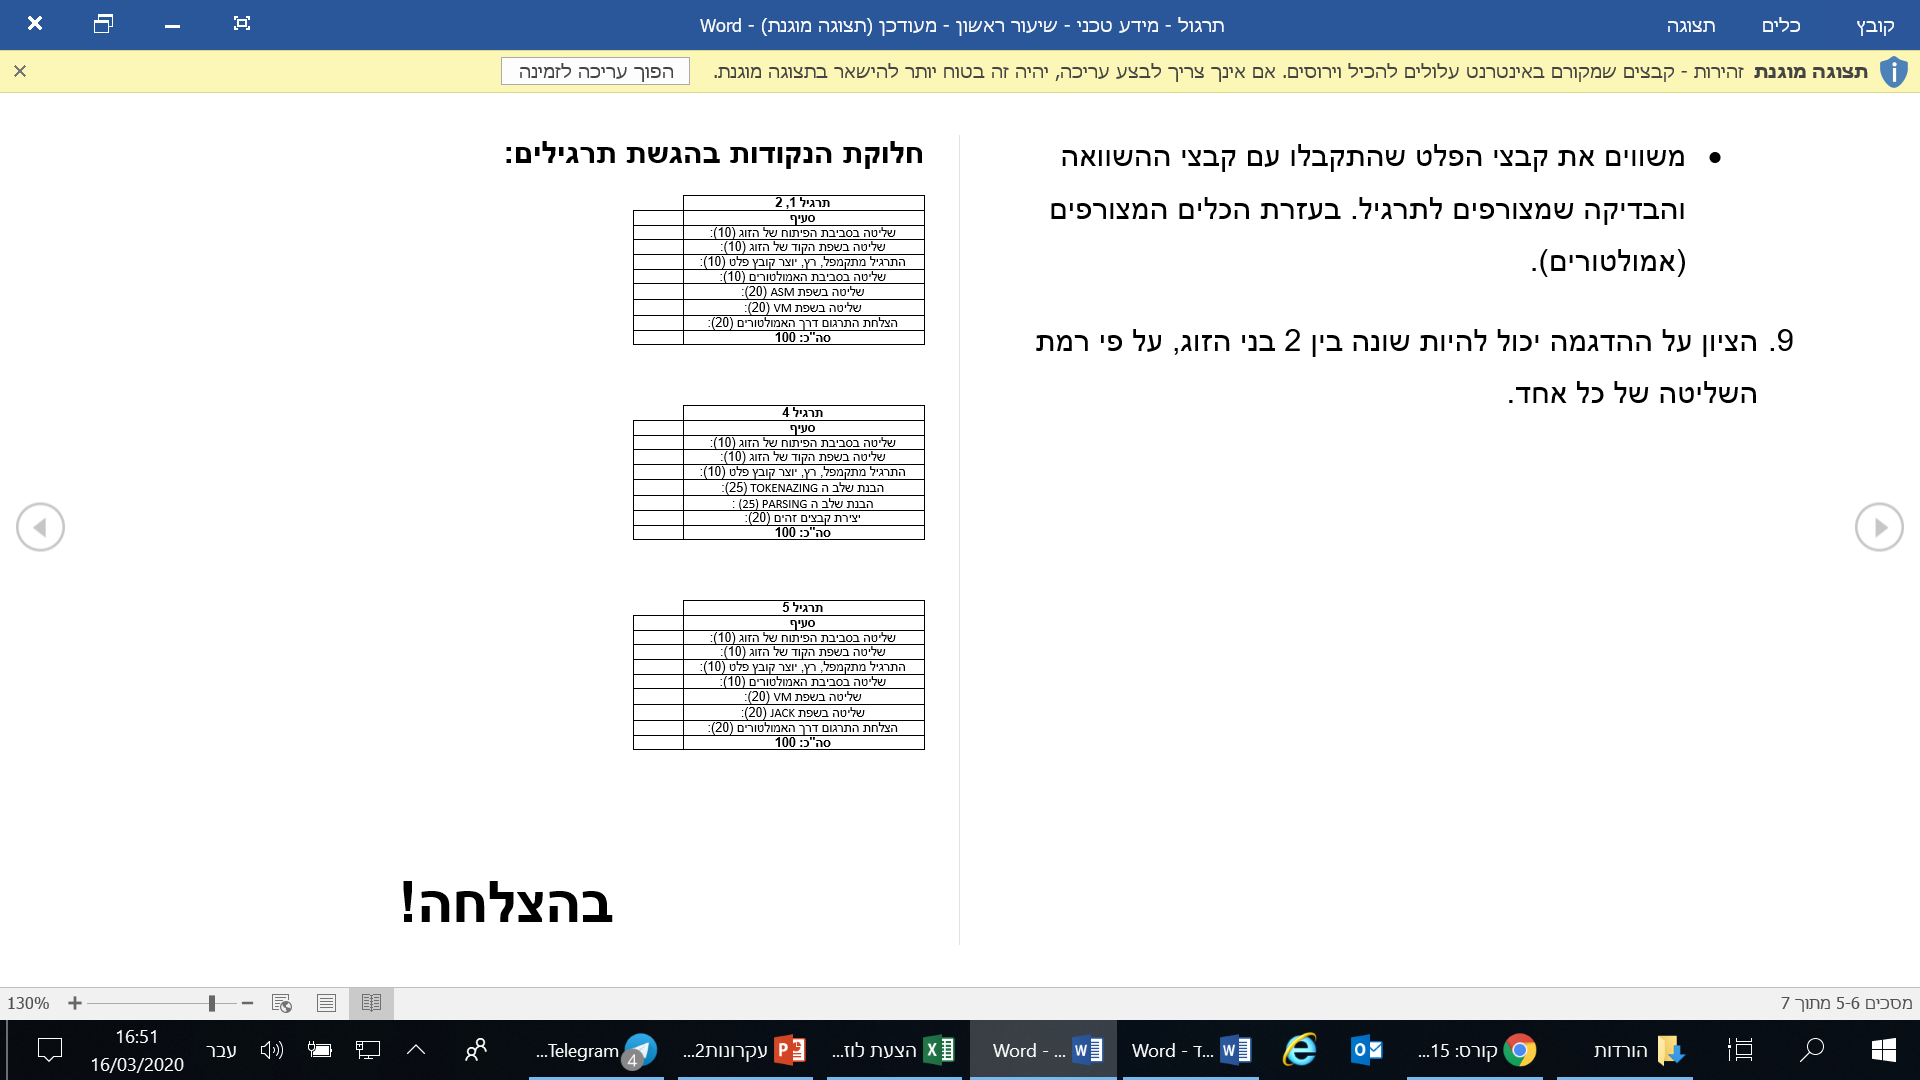 קובץ כלים תצוגה
תרגול - מידע טכני - שיעור ראשון - מעודכן (תצוגה מוגנת) - Word
תצוגה מוגנת זהירות - קבצים שמקורם באינטרנט עלולים להכיל וירוסים. אם אינך צריך לבצע עריכה, יהיה זה בטוח יותר להישאר בתצוגה מוגנת. הפוך עריכה לזמינה
● משווים את קבצי הפלט שהתקבלו עם קבצי ההשוואה
והבדיקה שמצורפים לתרגיל. בעזרת הכלים המצורפים
(אמולטורים).
9. הציון על ההדגמה יכול להיות שונה בין 2 בני הזוג, על פי רמת
השליטה של כל אחד.
חלוקת הנקודות בהגשת תרגילים:
תרגיל 1, 2
סעיף
שליטה בסביבת הפיתוח של הזוג (10):
שליטה בשפת הקוד של הזוג (10):
התרגיל מתקמפל, רץ, יוצר קובץ פלט (10):
שליטה בסביבת האמולטורים (10):
שליטה בשפת ASM (20):
שליטה בשפת VM (20):
הצלחת התרגום דרך האמולטורים (20):
סה"כ: 100
תרגיל 4
סעיף
שליטה בסביבת הפיתוח של הזוג (10):
שליטה בשפת הקוד של הזוג (10):
התרגיל מתקמפל, רץ, יוצר קובץ פלט (10):
הבנת שלב ה TOKENAZING (25):
הבנת שלב ה PARSING (25) :
יצירת קבצים זהים (20):
סה"כ: 100
תרגיל 5
סעיף
שליטה בסביבת הפיתוח של הזוג (10):
שליטה בשפת הקוד של הזוג (10):
התרגיל מתקמפל, רץ, יוצר קובץ פלט (10):
שליטה בסביבת האמולטורים (10):
שליטה בשפת VM (20):
שליטה בשפת JACK (20):
הצלחת התרגום דרך האמולטורים (20):
סה"כ: 100
בהצלחה!
מסכים 5-6 מתוך 7
130%
הורדות
קורס: 15...
ד... - Word
... - Word
הצעת לוז...
עקרונות2...
Telegram...
4
עבר
16:51
16/03/2020